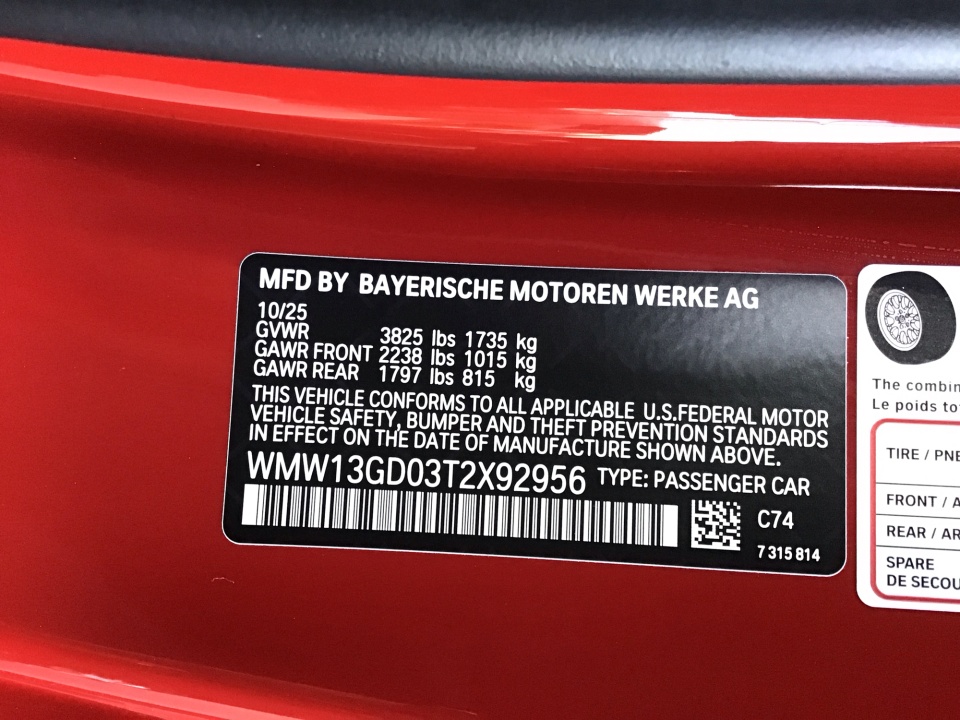 MFD BY BAYERISCHE MOTOREN WERKE AG
10/25
GVWR 3825 lbs 1735 kg
GAWR FRONT 2238 lbs 1015 kg
GAWR REAR 1797 lbs 815 kg
THIS VEHICLE CONFORMS TO ALL APPLICABLE U.S.FEDERAL MOTOR
VEHICLE SAFETY, BUMPER AND THEFT PREVENTION STANDARDS
IN EFFECT ON THE DATE OF MANUFACTURE SHOWN ABOVE.
WMW13GD03T2X92956 TYPE: PASSENGER CAR
C74
7 315 814
The combin
Le poids to
TIRE / PNE
FRONT / A
REAR / AR
SPARE
DE SECOU